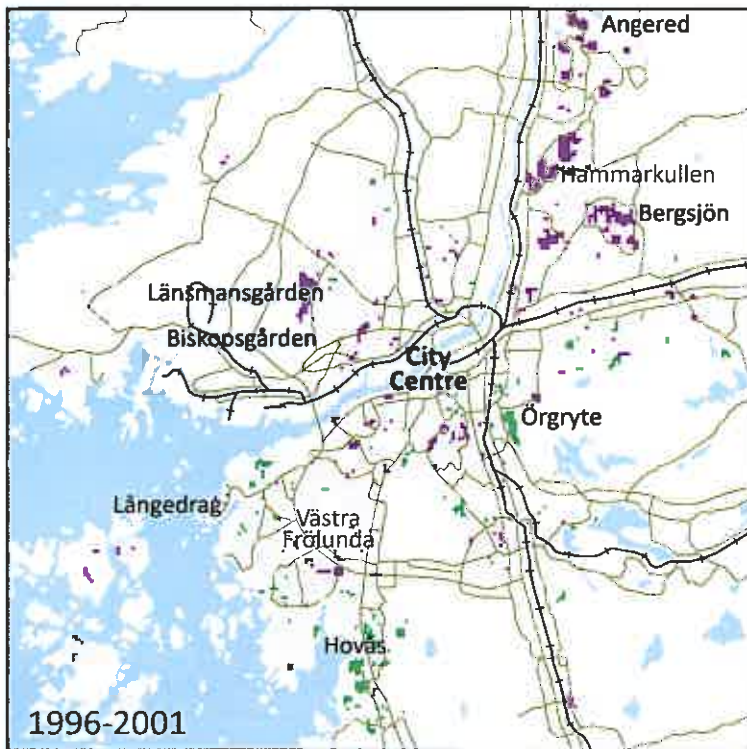 Angered
Hammarkullen
Bergsjön
Länsmansgården
Biskopsgården
City
Centre
Örgryte
Långedrag
Västra
Frölunda
Hovås
1996-2001